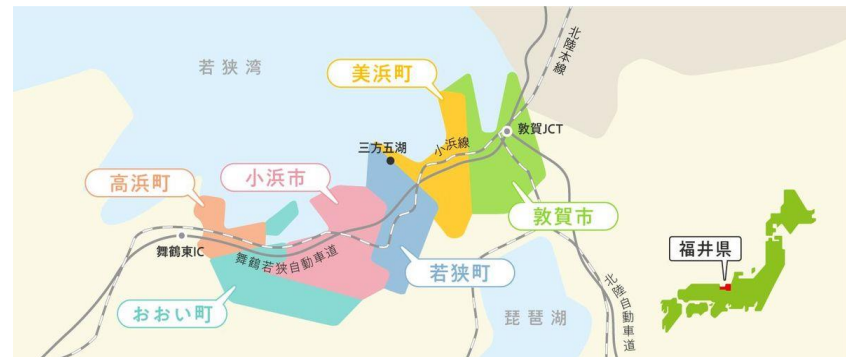 若狭湾
美浜町
北陸本線
三方五湖
小浜線
敦賀JCT
高浜町
小浜市
敦賀市
舞鶴東IC
舞鶴若狭自動車道
若狭町
おおい町
琵琶湖
北陸自動車道
福井県